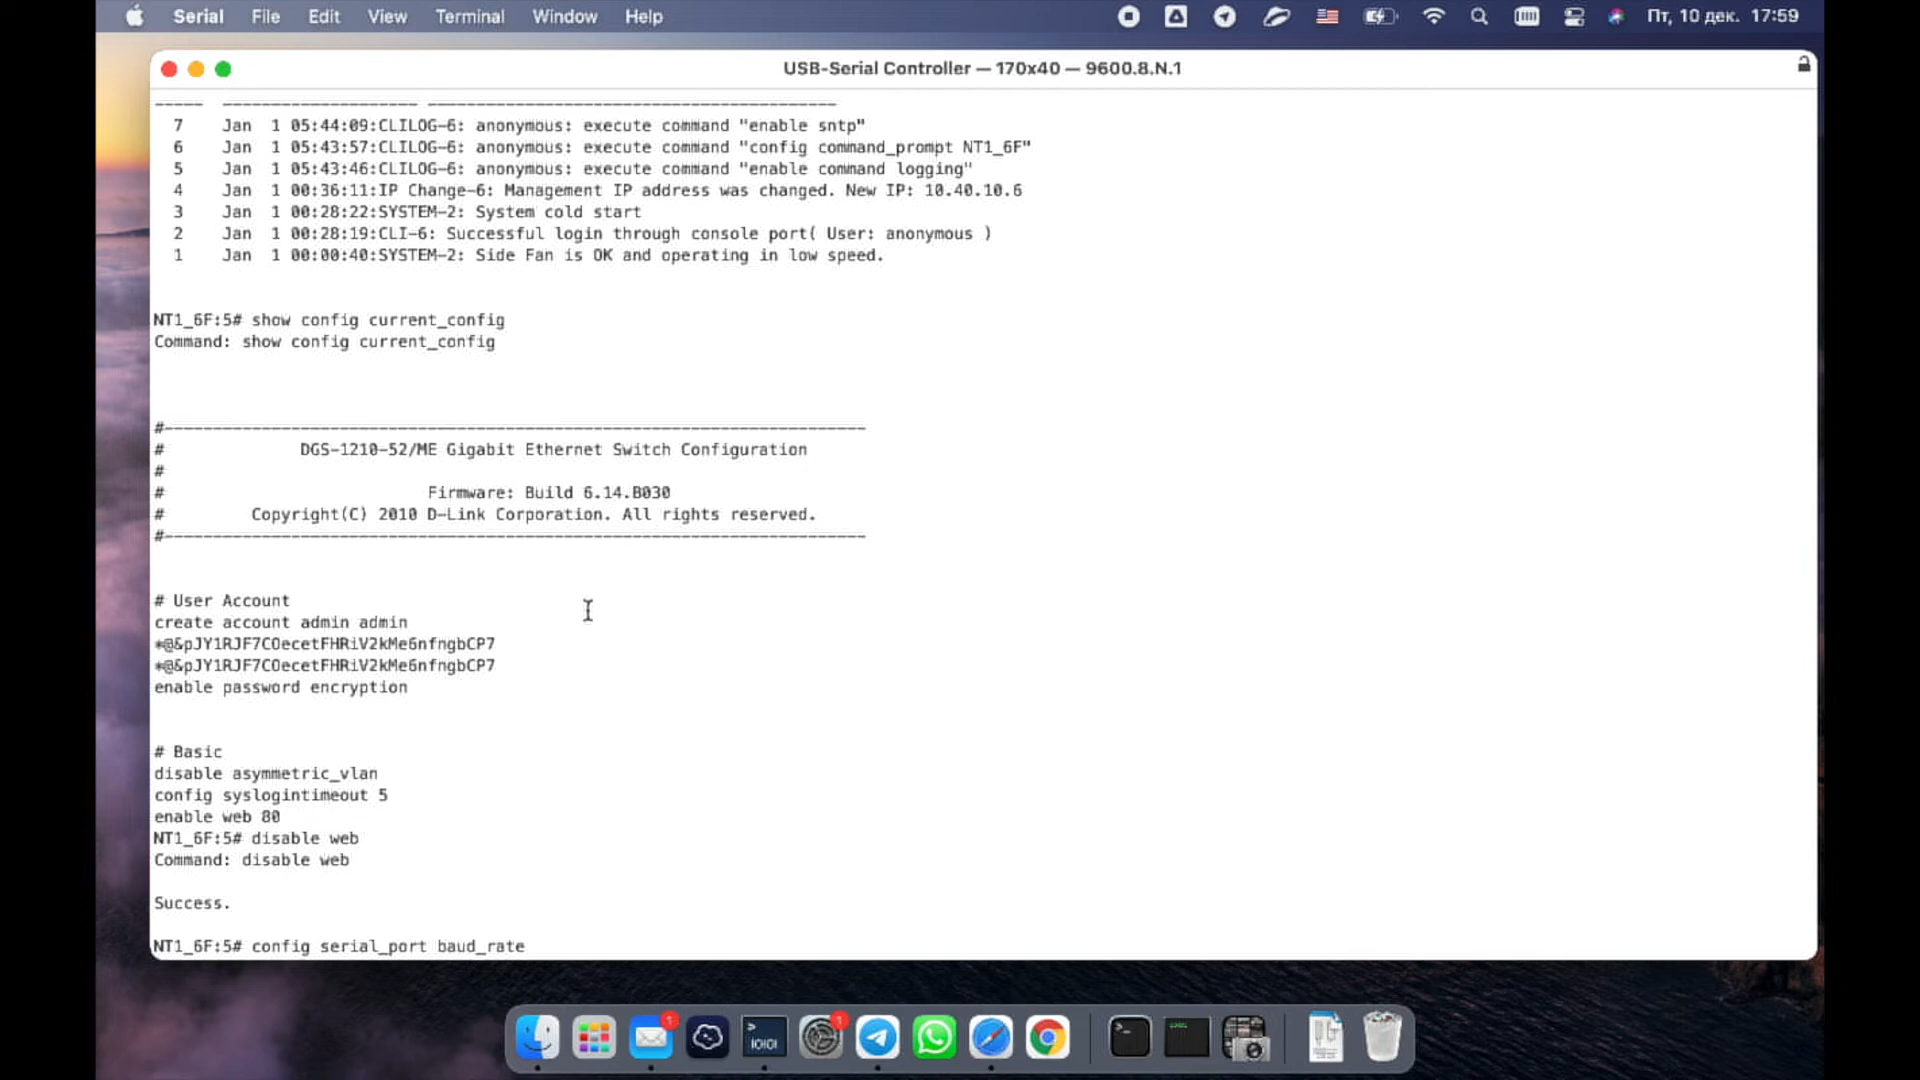 Serial File Edit View Terminal Window Help Пт, 10 дек. 17:59
USB-Serial Controller — 170x40 — 9600.8.N.1
7 Jan 1 05:44:09:CLILOG-6: anonymous: execute command "enable sntp"
6 Jan 1 05:43:57:CLILOG-6: anonymous: execute command "config command_prompt NT1_6F"
5 Jan 1 05:43:46:CLILOG-6: anonymous: execute command "enable command logging"
4 Jan 1 00:36:11:IP Change-6: Management IP address was changed. New IP: 10.40.10.6
3 Jan 1 00:28:22:SYSTEM-2: System cold start
2 Jan 1 00:28:19:CLI-6: Successful login through console port( User: anonymous )
1 Jan 1 00:00:40:SYSTEM-2: Side Fan is OK and operating in low speed.
NT1_6F:5# show config current_config
Command: show config current_config
#------------------------------------------------------------------------
# DGS-1210-52/ME Gigabit Ethernet Switch Configuration
#
# Firmware: Build 6.14.B030
# Copyright(C) 2010 D-Link Corporation. All rights reserved.
#------------------------------------------------------------------------
# User Account
create account admin admin
*@&pJY1RJF7COecetFHRiV2kMe6nfngbCP7
*@&pJY1RJF7COecetFHRiV2kMe6nfngbCP7
enable password encryption
# Basic
disable asymmetric_vlan
config syslogintimeout 5
enable web 80
NT1_6F:5# disable web
Command: disable web
Success.
NT1_6F:5# config serial_port baud_rate
1
>
IOIOI
1